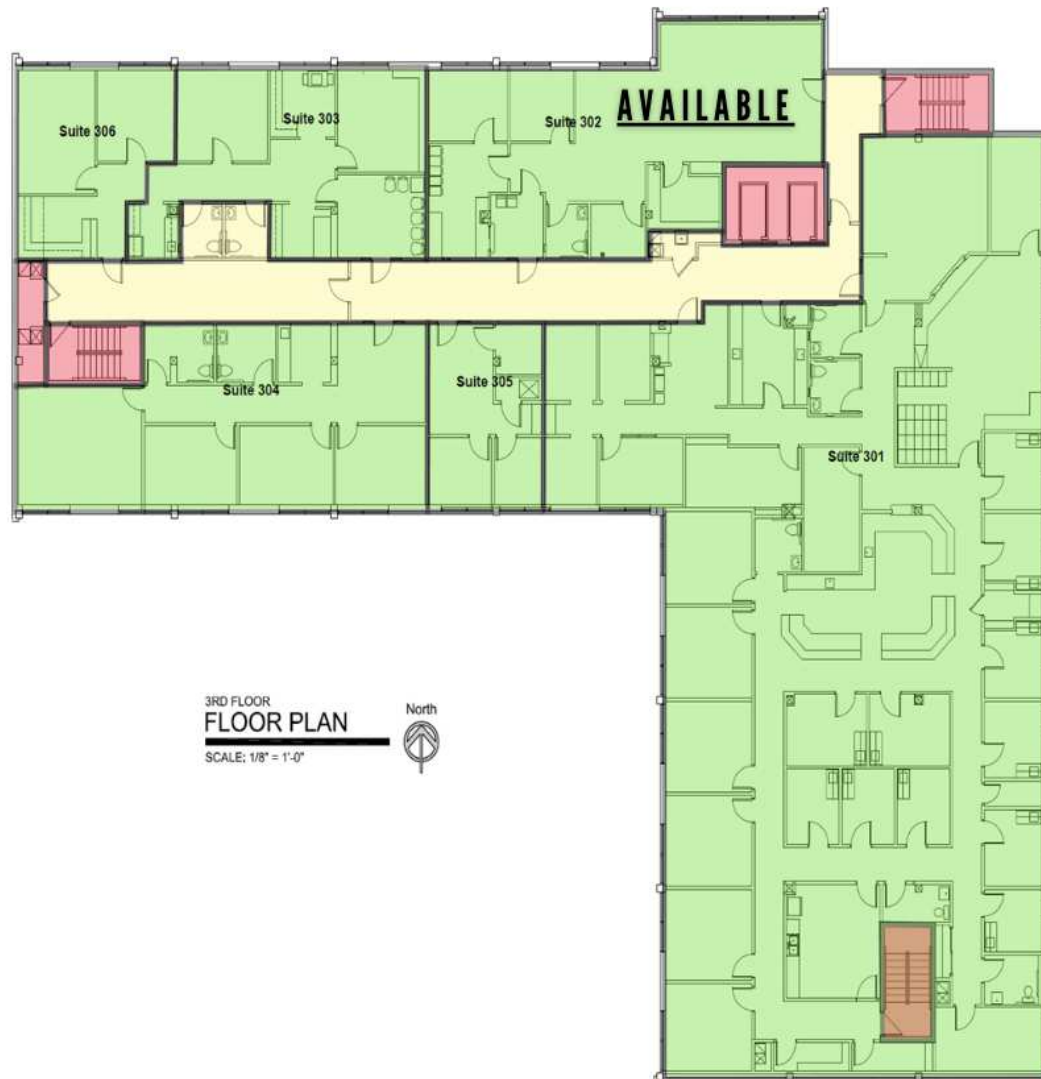 AVAILABLE
Suite 306
Suite 303
Suite 302
Suite 304
Suite 305
Suite 301
3RD FLOOR
FLOOR PLAN
SCALE: 1/8" = 1'-0"
North